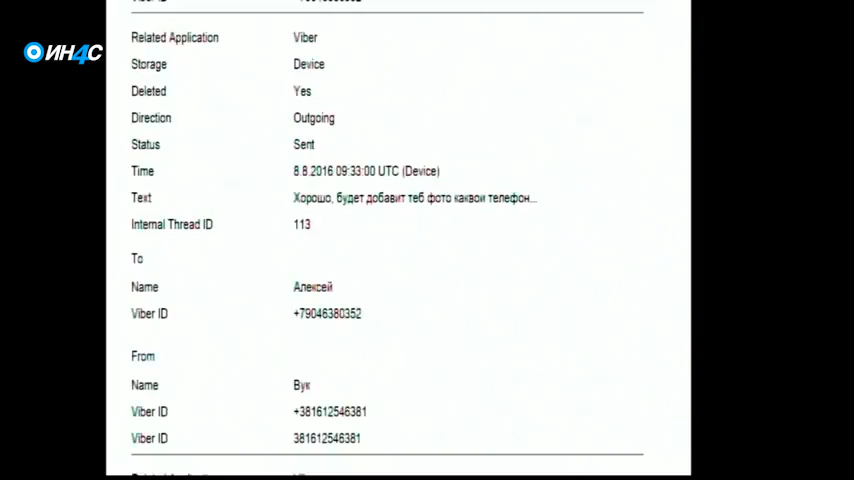 Related Application Viber
Storage Device
Deleted Yes
Direction Outgoing
Status Sent
Time 8.8.2016 09:33:00 UTC (Device)
Text Хорошо, будет добавит теб фото каквои телефон...
Internal Thread ID 113
To
Name Алексей
Viber ID +79046380352
From
Name Вук
Viber ID +381612546381
Viber ID 381612546381
ИН4С